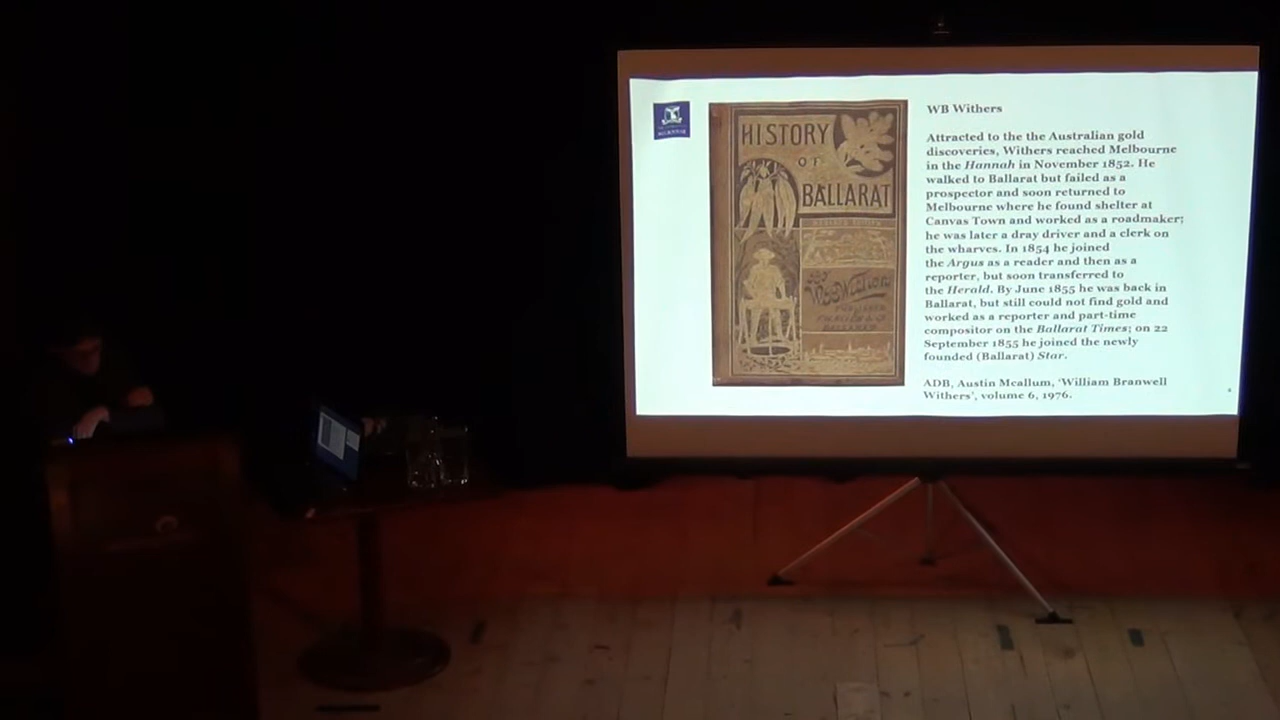 HISTORY
OF
BALLARAT
WB Withers
Attracted to the the Australian gold
discoveries, Withers reached Melbourne
in the Hannah in November 1852. He
walked to Ballarat but failed as a
prospector and soon returned to
Melbourne where he found shelter at
Canvas Town and worked as a roadmaker;
he was later a dray driver and a clerk on
the wharves. In 1854 he joined
the Argus as a reader and then as a
reporter, but soon transferred to
the Herald. By June 1855 he was back in
Ballarat, but still could not find gold and
worked as a reporter and part-time
compositor on the Ballarat Times; on 22
September 1855 he joined the newly
founded (Ballarat) Star.
ADB, Austin Mcallum, ‘William Branwell
Withers’, volume 6, 1976.